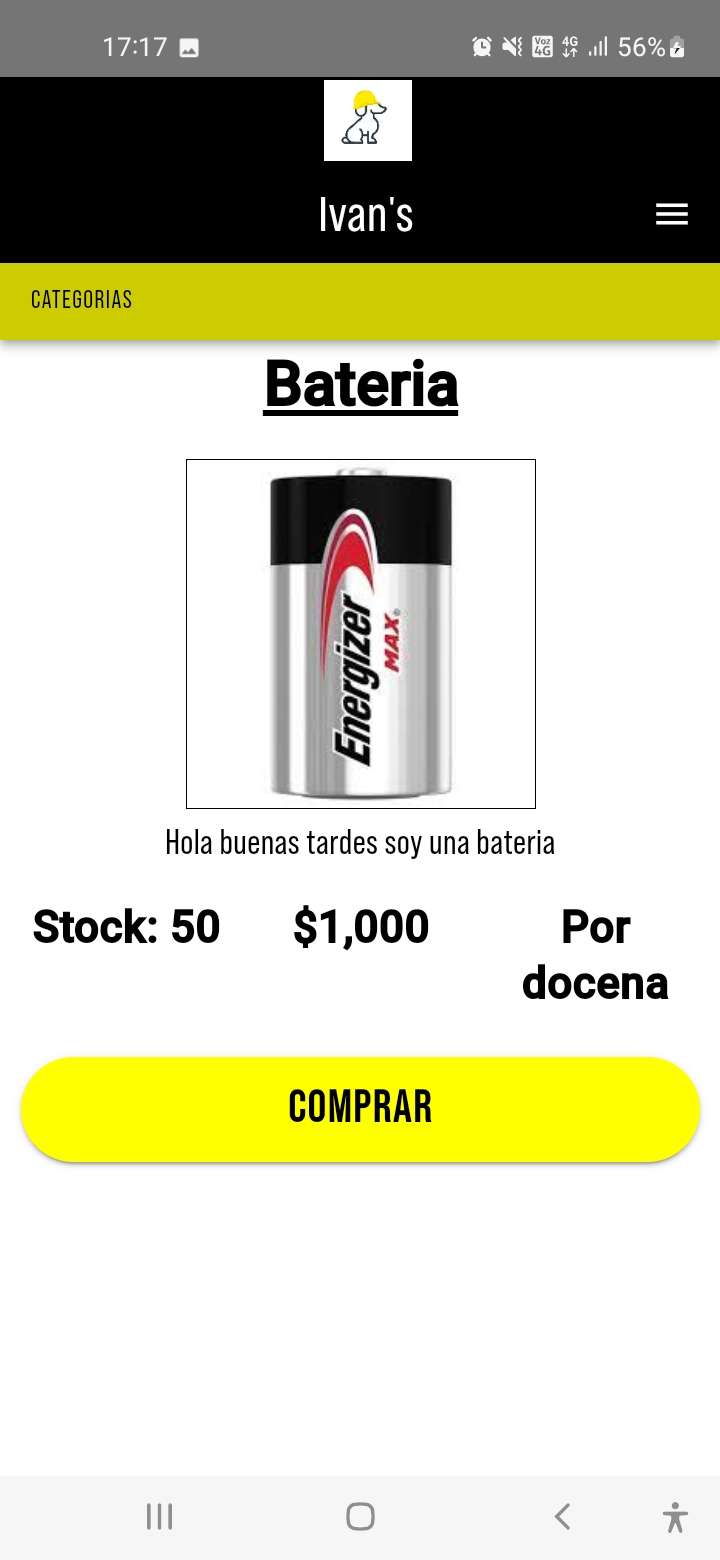 17:17
Voz 4G 4G 56%
Ivan's
CATEGORIAS
Bateria
Energizer
MAX®
Hola buenas tardes soy una bateria
Stock: 50 $1,000 Por
docena
COMPRAR